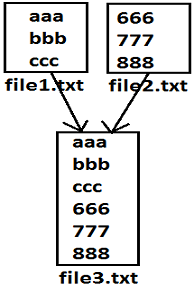 aaa
bbb
ccc
file1.txt
666
777
888
file2.txt
aaa
bbb
ccc
666
777
888
file3.txt